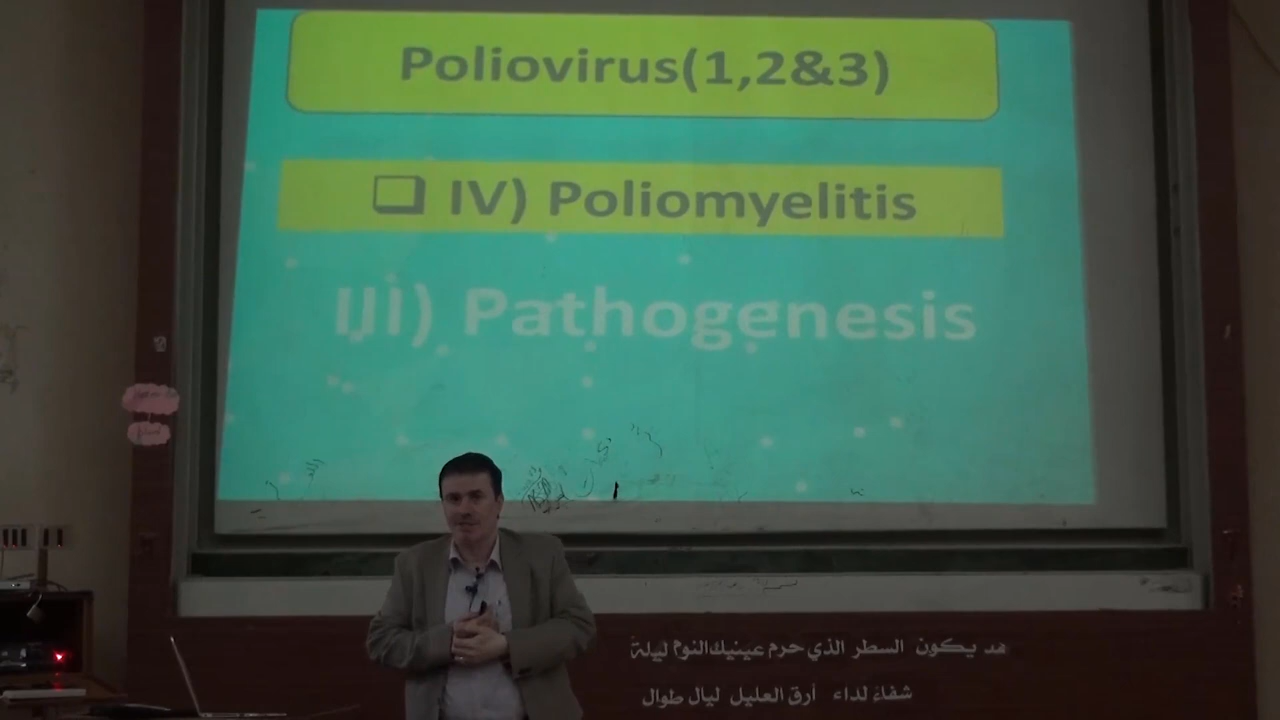 Poliovirus(1,2&3)
❑ IV) Poliomyelitis
III) Pathogenesis
قد يكون السطر الذي حرم عينيك النوم ليلة
شفاءً لداء أرق العليل ليال طوال